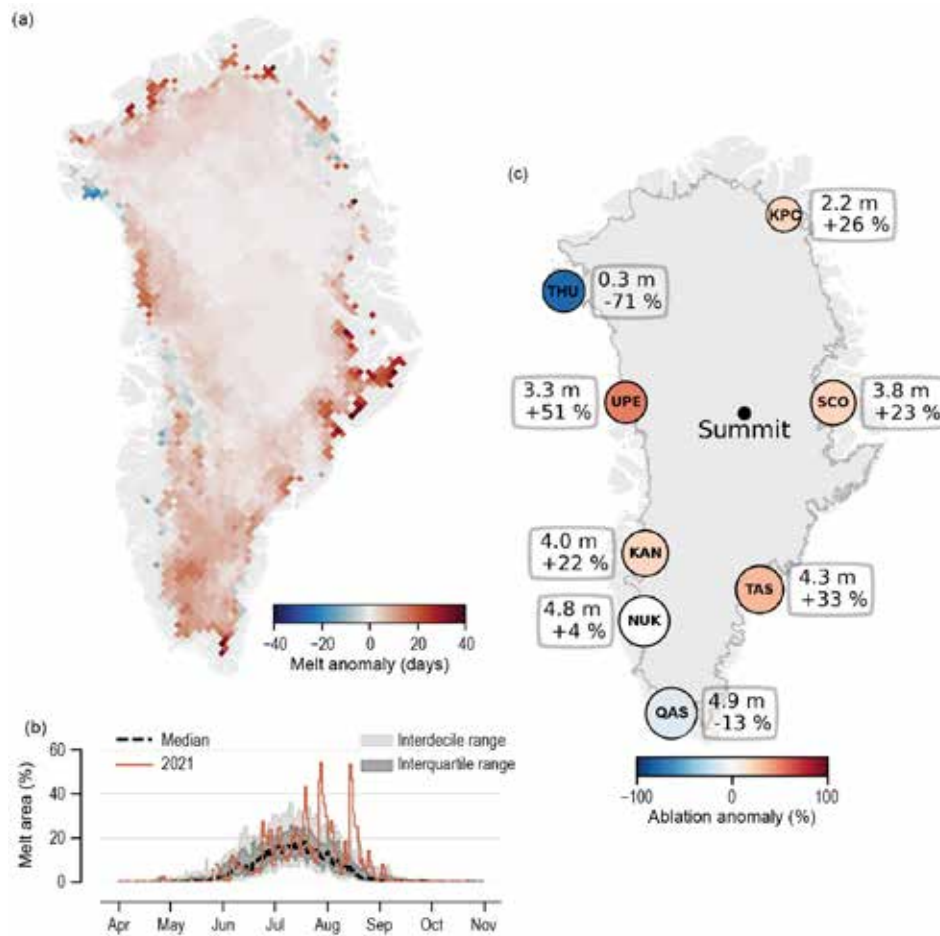 (a)
−40 −20 0 20 40
Melt anomaly (days)
(b)
Median
2021
Interdecile range
Interquartile range
60
40
20
0
Melt area (%)
Apr May Jun Jul Aug Sep Oct Nov
(c)
KPC
2.2 m
+26 %
THU
0.3 m
-71 %
3.3 m
+51 %
UPE
Summit
SCO
3.8 m
+23 %
4.0 m
+22 %
KAN
TAS
4.3 m
+33 %
4.8 m
+4 %
NUK
QAS
4.9 m
-13 %
−100 0 100
Ablation anomaly (%)